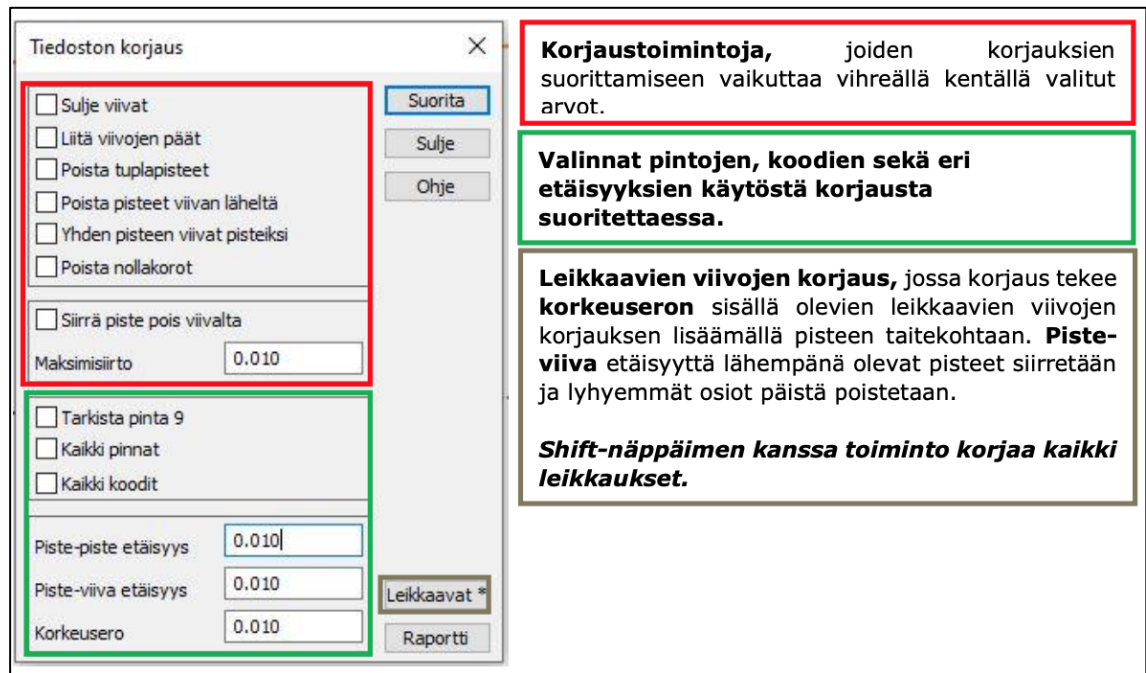 Tiedoston korjaus
Sulje viivat
Liitä viivojen päät
Poista tuplapisteet
Poista pisteet viivan läheltä
Yhden pisteen viivat pisteiksi
Poista nollakorot
Siirrä piste pois viivalta
Maksimisiirto 0.010
Tarkista pinta 9
Kaikki pinnat
Kaikki koodit
Piste-piste etäisyys 0.010
Piste-viiva etäisyys 0.010
Korkeusero 0.010
Suorita
Sulje
Ohje
Leikkaavat *
Raportti
Korjaustoimintoja, joiden korjauksien
suorittamiseen vaikuttaa vihreällä kentällä valitut
arvot.
Valinnat pintojen, koodien sekä eri
etäisyyksien käytöstä korjausta
suoritettaessa.
Leikkaavien viivojen korjaus, jossa korjaus tekee
korkeuseron sisällä olevien leikkaavien viivojen
korjauksen lisäämällä pisteen taitekohtaan. Piste-
viiva etäisyyttä lähempänä olevat pisteet siirretään
ja lyhyemmät osiot päistä poistetaan.
Shift-näppäimen kanssa toiminto korjaa kaikki
leikkaukset.